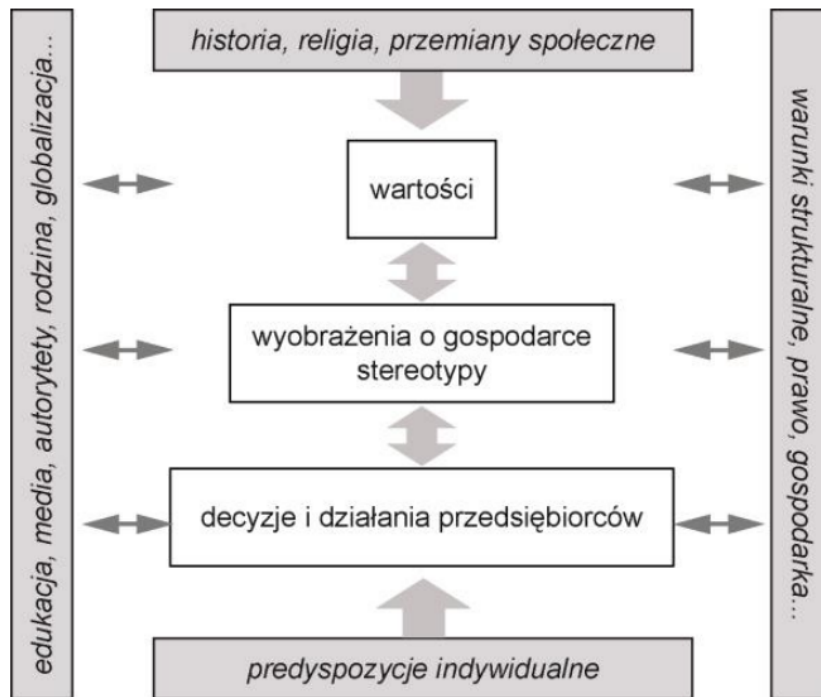 historia, religia, przemiany społeczne
edukacja, media, autorytety, rodzina, globalizacja...
wartości
wyobrażenia o gospodarce
stereotypy
decyzje i działania przedsiębiorców
warunki strukturalne, prawo, gospodarka...
predyspozycje indywidualne